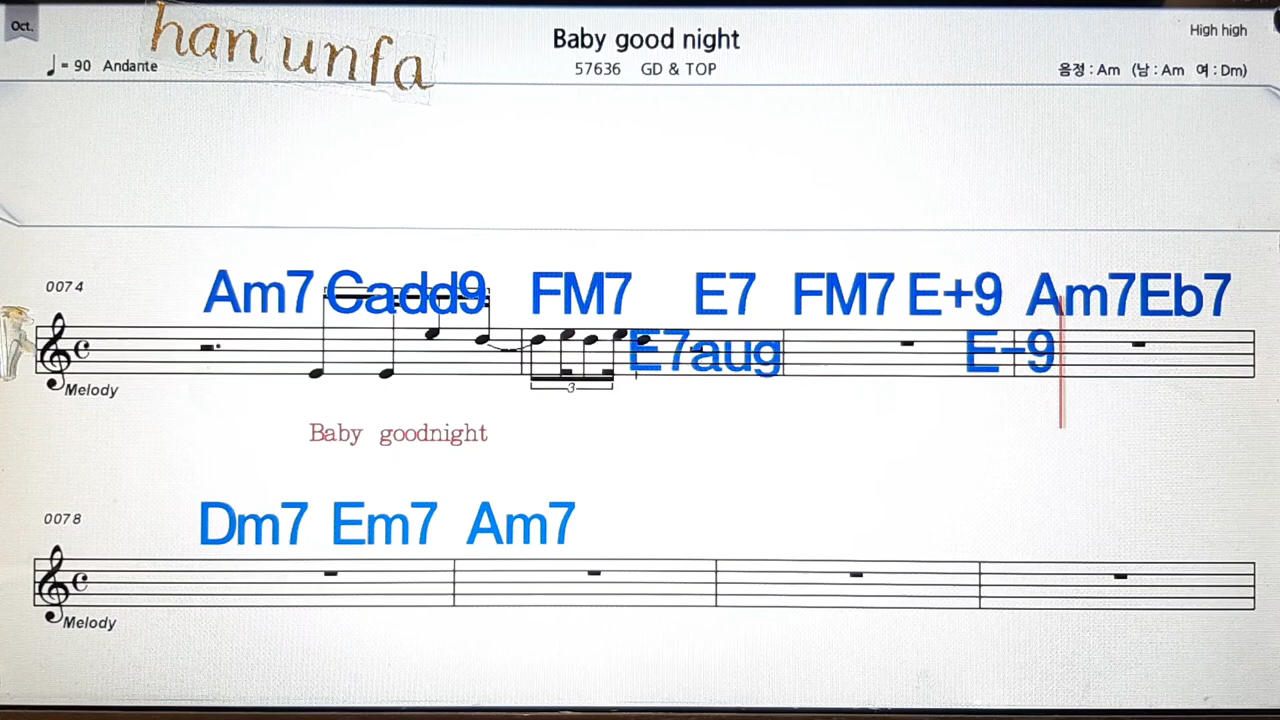 Oct.
han unfa
Baby good night
High high
♩= 90 Andante
57636 GD & TOP
음정 : Am (남 : Am 여 : Dm)
0074
Am7 Cadd9 FM7 E7 FM7 E+9 Am7 Eb7
E7aug E-9
3
Melody
Baby goodnight
0078
Dm7 Em7 Am7
Melody